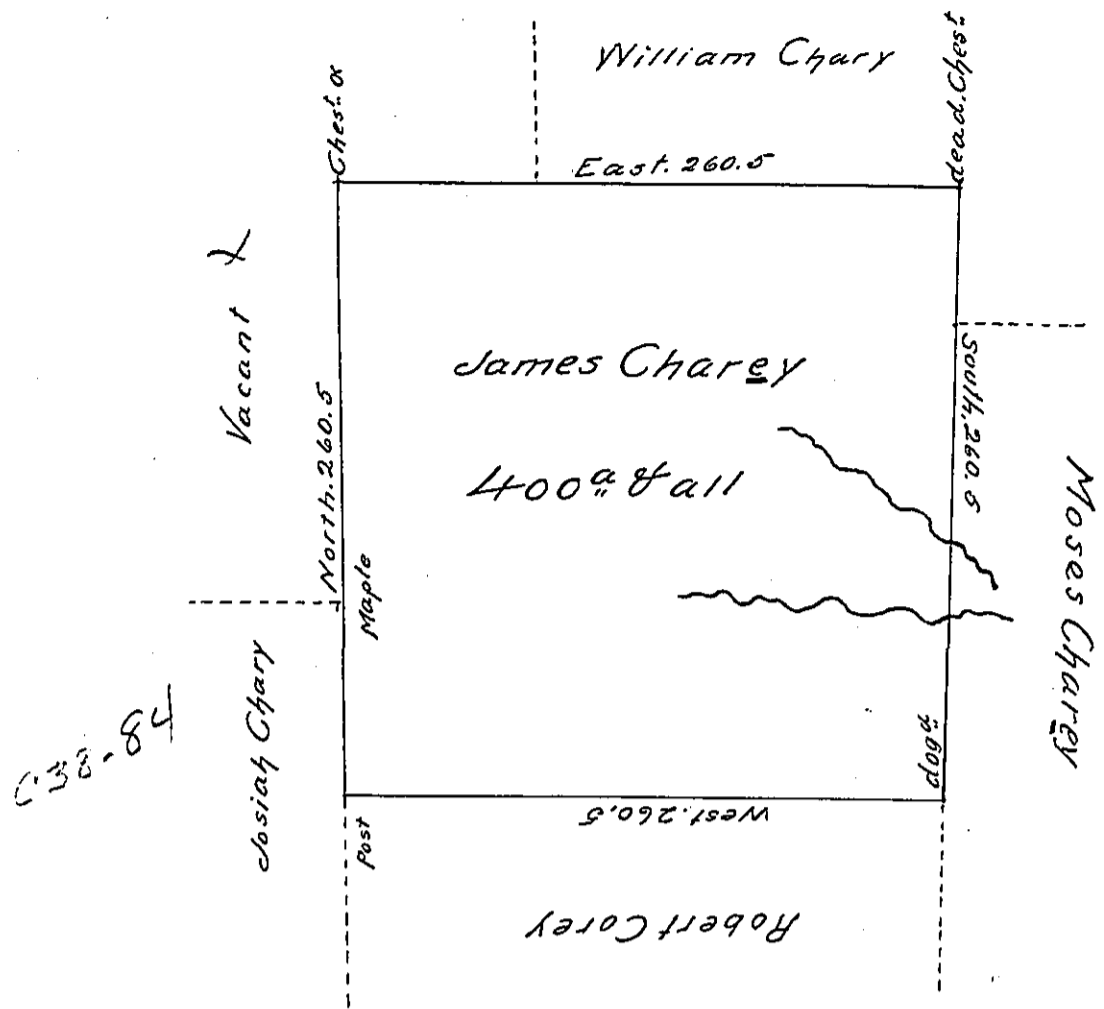 William Chary
Chest. o
dead. Chest.
East. 260.5
Vacant
North. 260.5
James Charey
400 a & all
South. 260.5
Moses Charey
Maple
Josiah Chary
C38-84
dog d
Post
West. 260.5
Robert Corey